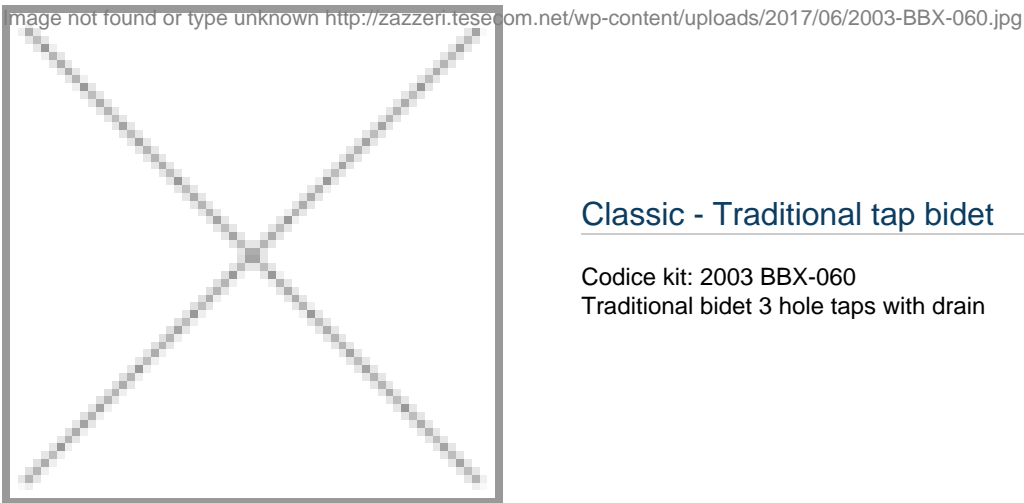 Image not found or type unknown http://zazzeri.tesecom.net/wp-content/uploads/2017/06/2003-BBX-060.jpg
Classic - Traditional tap bidet
Codice kit: 2003 BBX-060
Traditional bidet 3 hole taps with drain